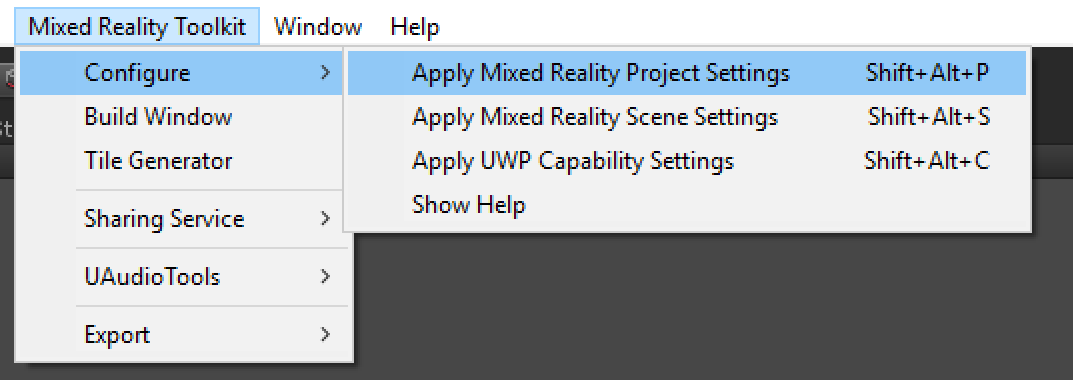 Mixed Reality Toolkit Window Help
Configure > Apply Mixed Reality Project Settings Shift+Alt+P
Build Window Apply Mixed Reality Scene Settings Shift+Alt+S
st
Tile Generator Apply UWP Capability Settings Shift+Alt+C
Show Help
Sharing Service >
UAudioTools >
Export >